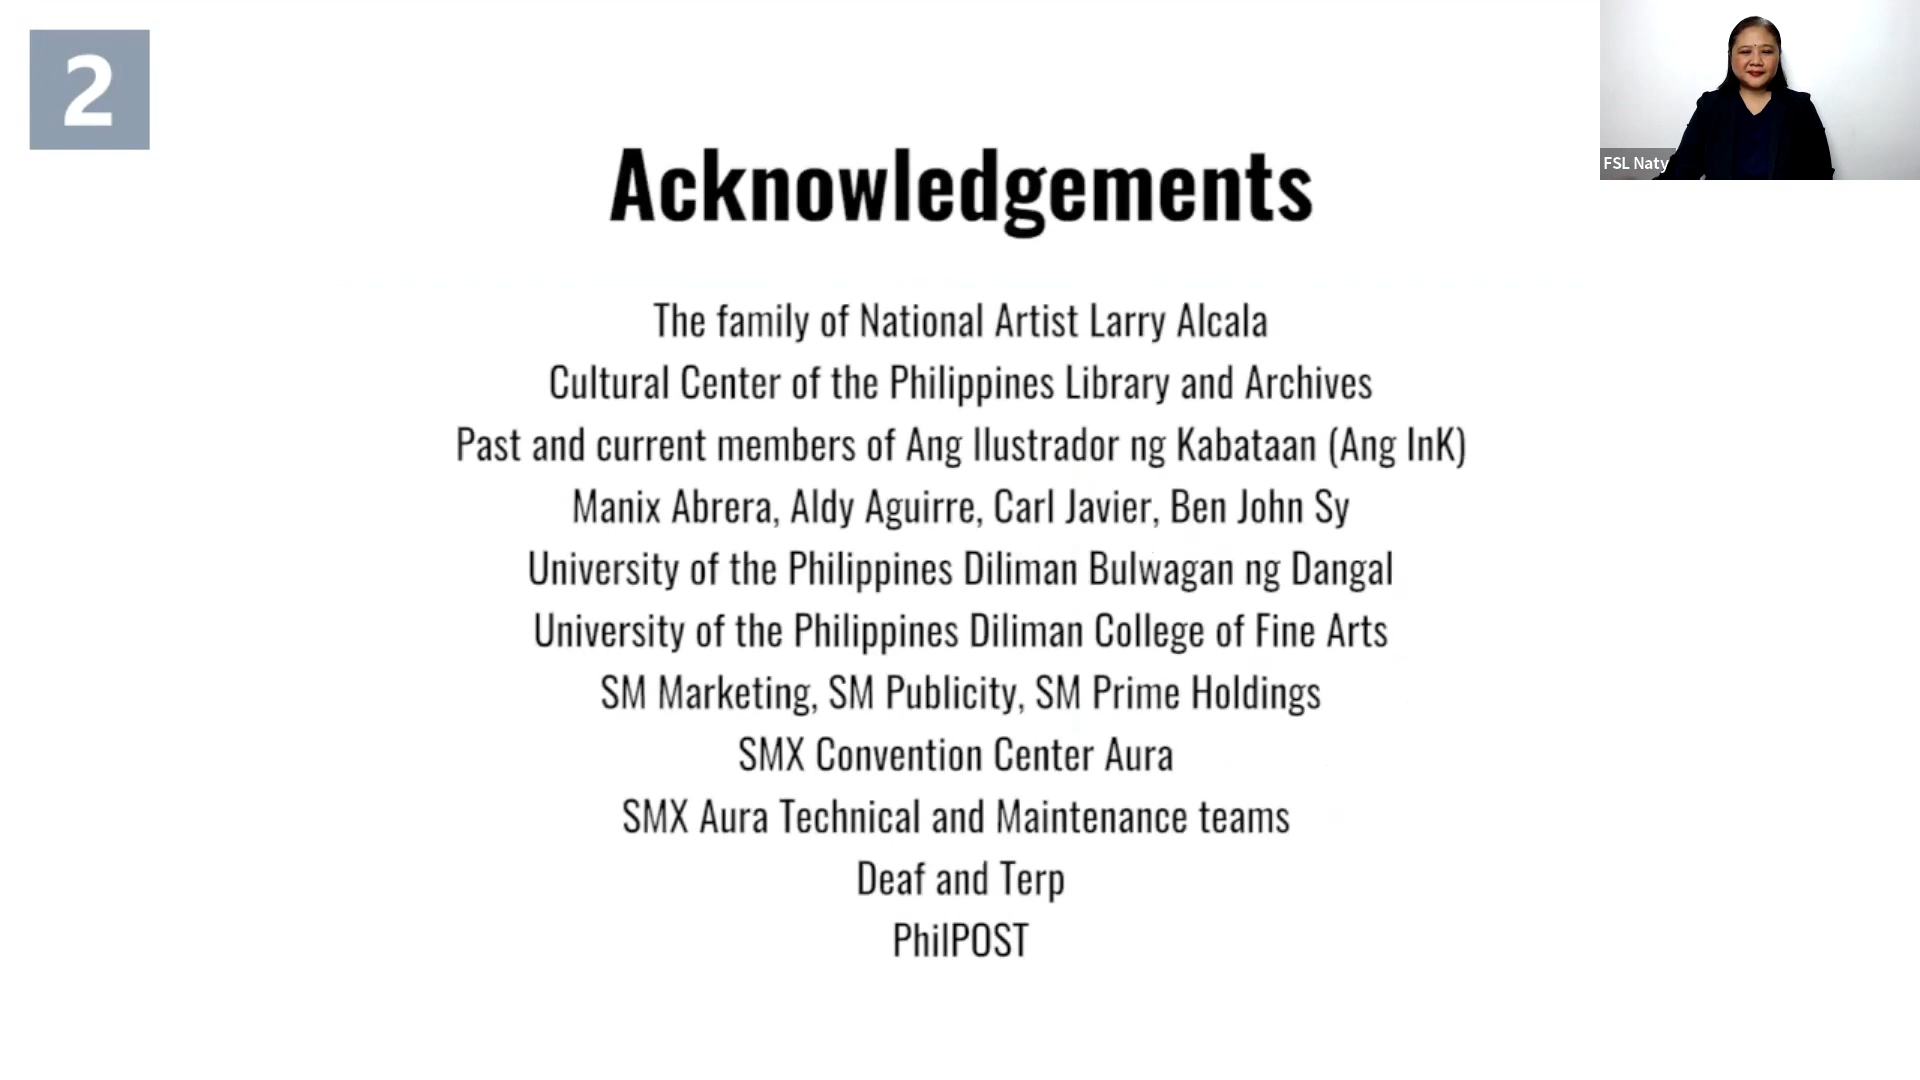 2
FSL Naty
Acknowledgements
The family of National Artist Larry Alcala
Cultural Center of the Philippines Library and Archives
Past and current members of Ang Ilustrador ng Kabataan (Ang InK)
Manix Abrera, Aldy Aguirre, Carl Javier, Ben John Sy
University of the Philippines Diliman Bulwagan ng Dangal
University of the Philippines Diliman College of Fine Arts
SM Marketing, SM Publicity, SM Prime Holdings
SMX Convention Center Aura
SMX Aura Technical and Maintenance teams
Deaf and Terp
PhilPOST